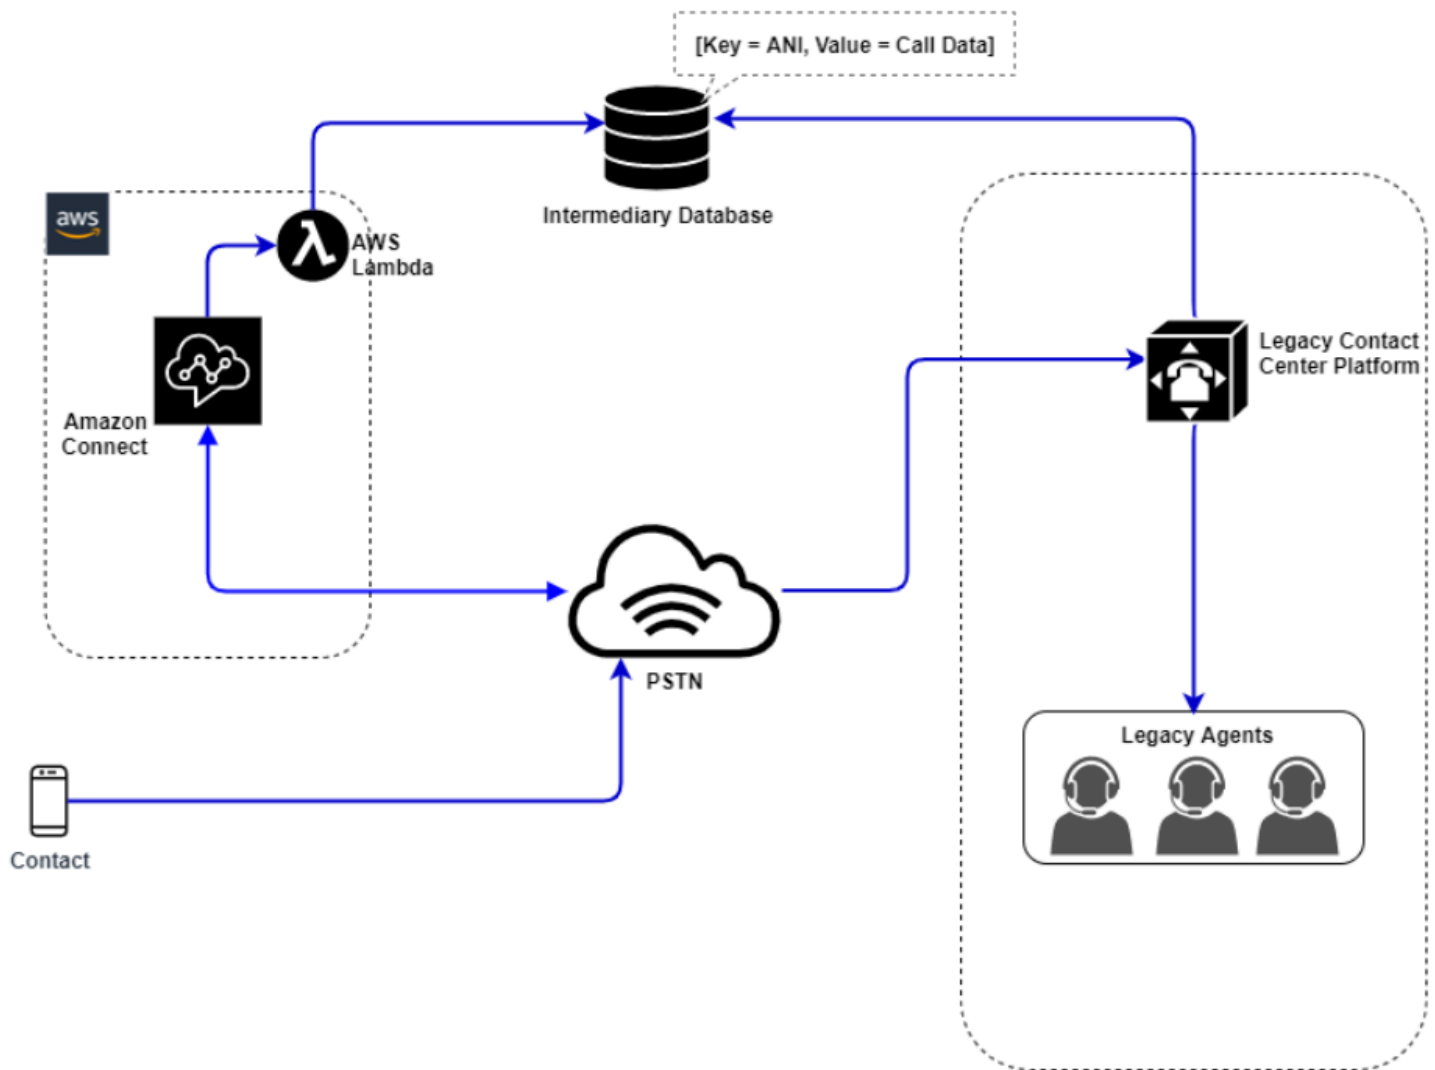 [Key = ANI, Value = Call Data]
Intermediary Database
aws
AWS
Lambda
Amazon
Connect
Legacy Contact
Center Platform
PSTN
Legacy Agents
Contact